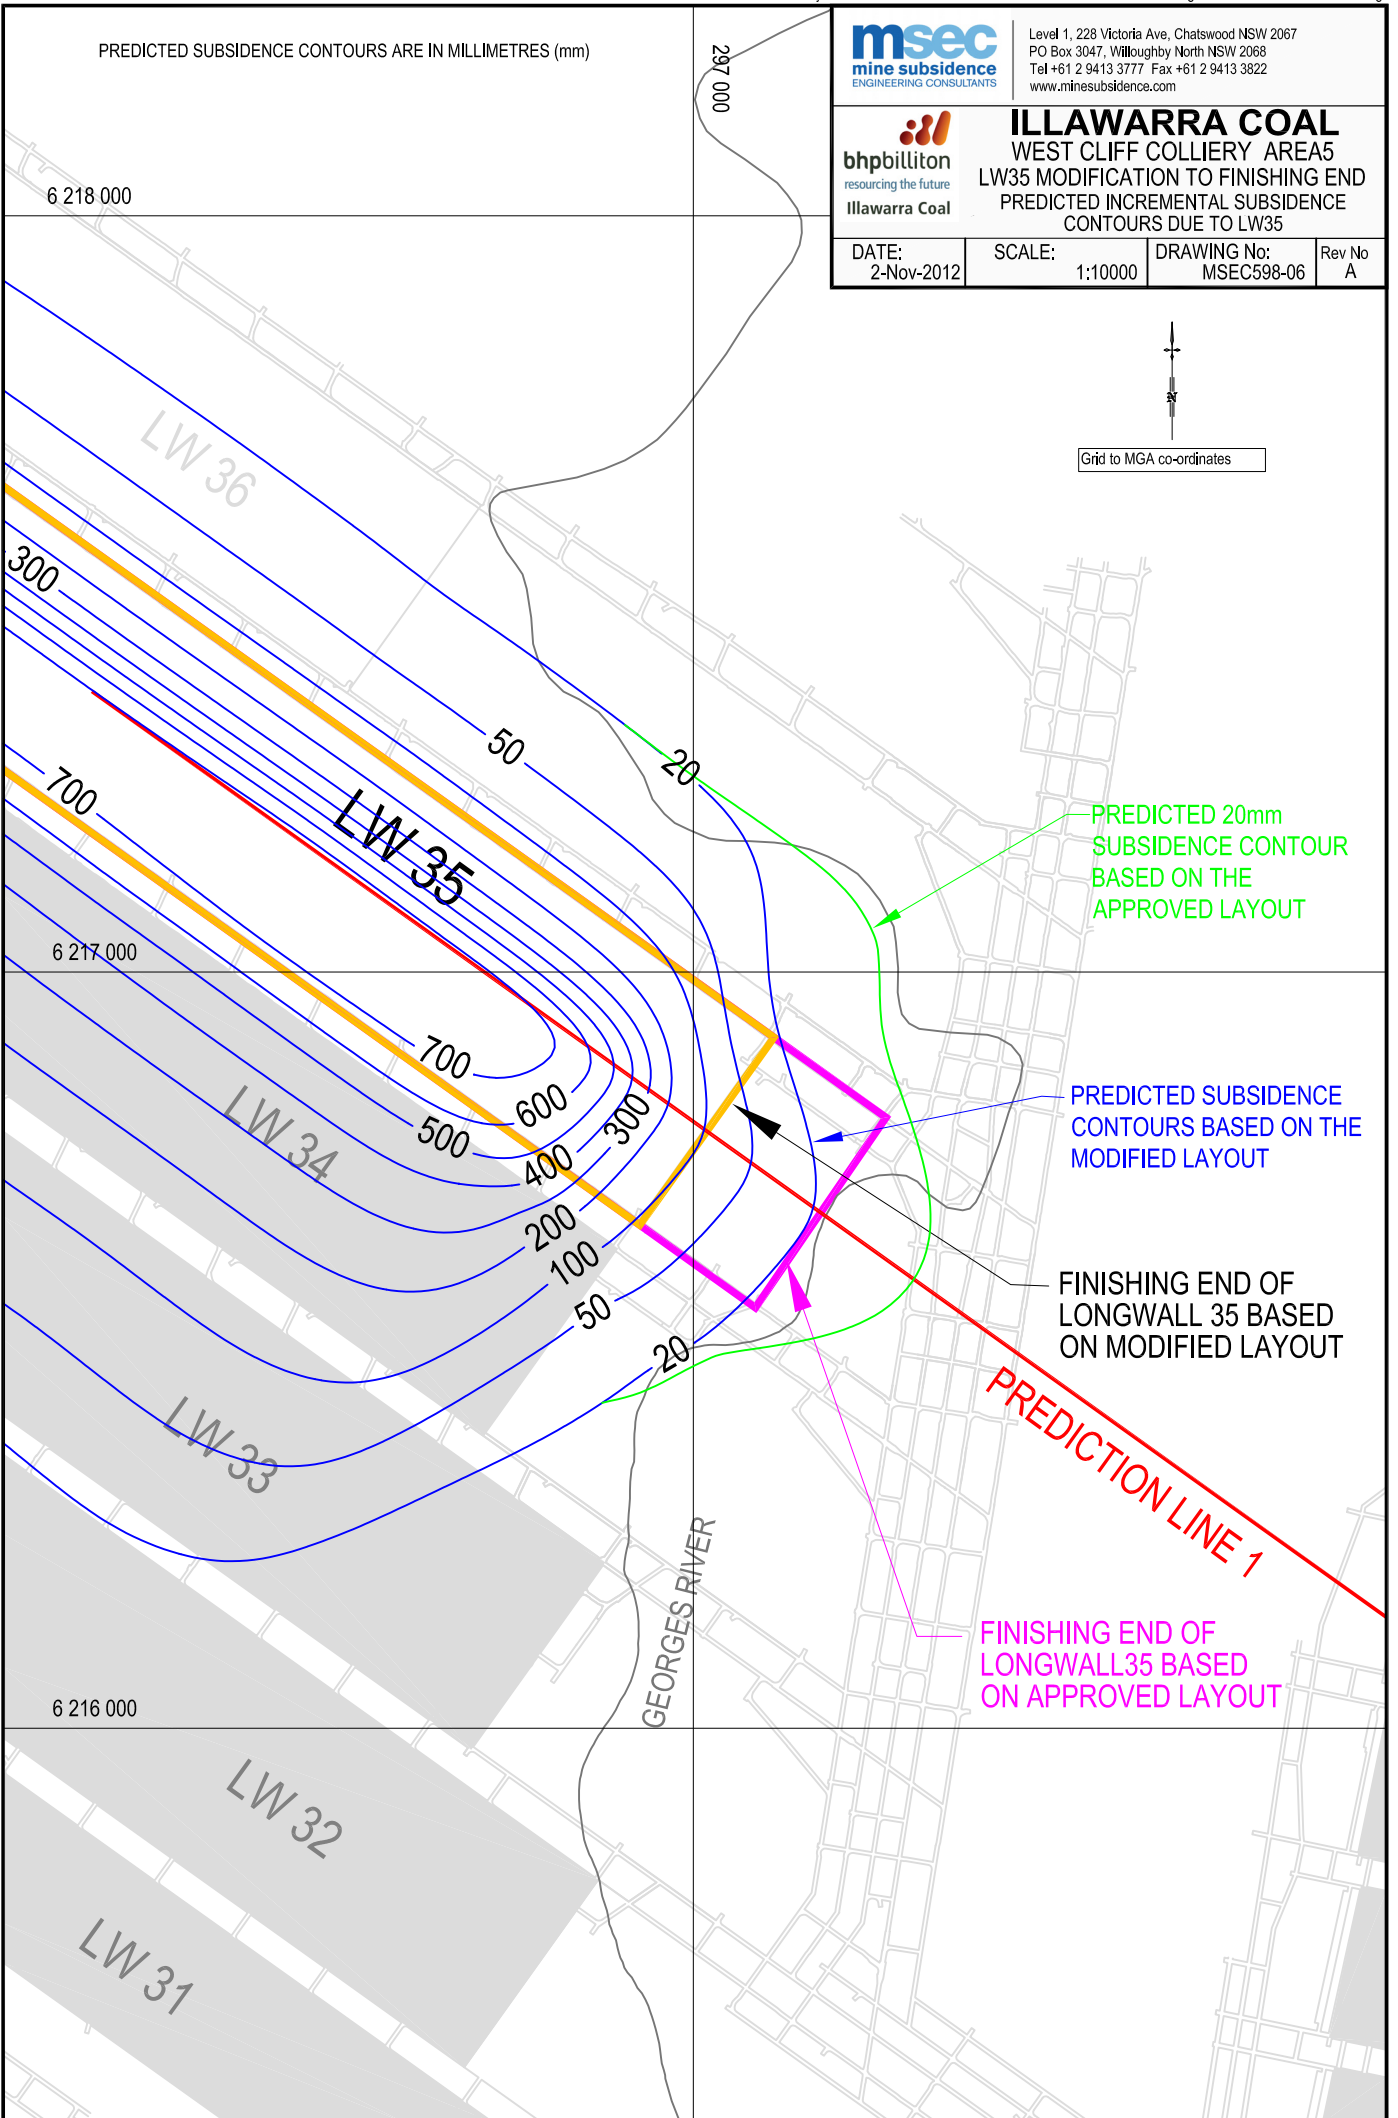 PREDICTED SUBSIDENCE CONTOURS ARE IN MILLIMETRES (mm)
297 000
msec
mine subsidence
ENGINEERING CONSULTANTS
Level 1, 228 Victoria Ave, Chatswood NSW 2067
PO Box 3047, Willoughby North NSW 2068
Tel +61 2 9413 3777 Fax +61 2 9413 3822
www.minesubsidence.com
bhpbilliton
resourcing the future
Illawarra Coal
ILLAWARRA COAL
WEST CLIFF COLLIERY AREA5
LW35 MODIFICATION TO FINISHING END
PREDICTED INCREMENTAL SUBSIDENCE
CONTOURS DUE TO LW35
DATE:
2-Nov-2012
SCALE:
1:10000
DRAWING No:
MSEC598-06
Rev No
A
6 218 000
N
Grid to MGA co-ordinates
LW 36
300
50
20
700
LW 35
PREDICTED 20mm
SUBSIDENCE CONTOUR
BASED ON THE
APPROVED LAYOUT
6 217 000
700
600
500
400
300
200
100
50
20
LW 34
PREDICTED SUBSIDENCE
CONTOURS BASED ON THE
MODIFIED LAYOUT
FINISHING END OF
LONGWALL 35 BASED
ON MODIFIED LAYOUT
PREDICTION LINE 1
LW 33
GEORGES RIVER
FINISHING END OF
LONGWALL35 BASED
ON APPROVED LAYOUT
6 216 000
LW 32
LW 31